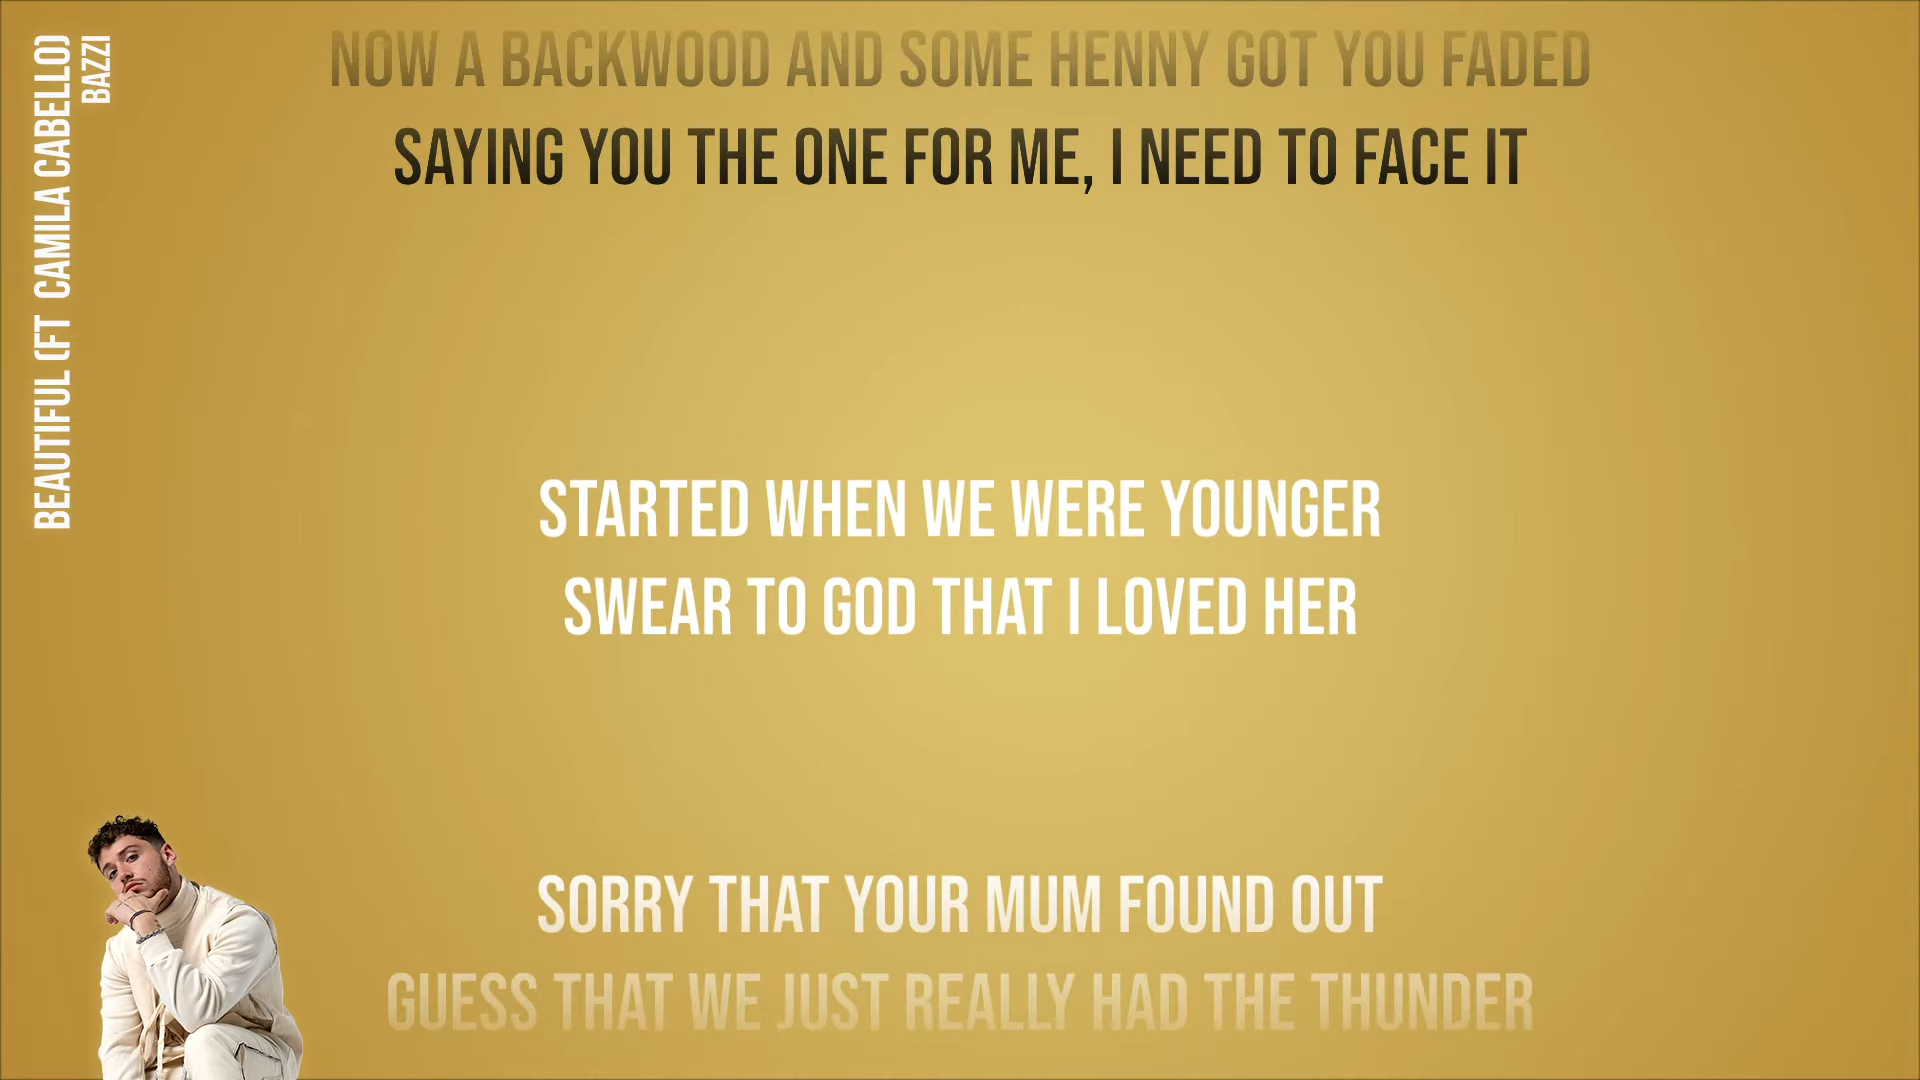 BEAUTIFUL (FT CAMILA CABELLO)
BAZZI
NOW A BACKWOOD AND SOME HENNY GOT YOU FADED
SAYING YOU THE ONE FOR ME, I NEED TO FACE IT
STARTED WHEN WE WERE YOUNGER
SWEAR TO GOD THAT I LOVED HER
SORRY THAT YOUR MUM FOUND OUT
GUESS THAT WE JUST REALLY HAD THE THUNDER